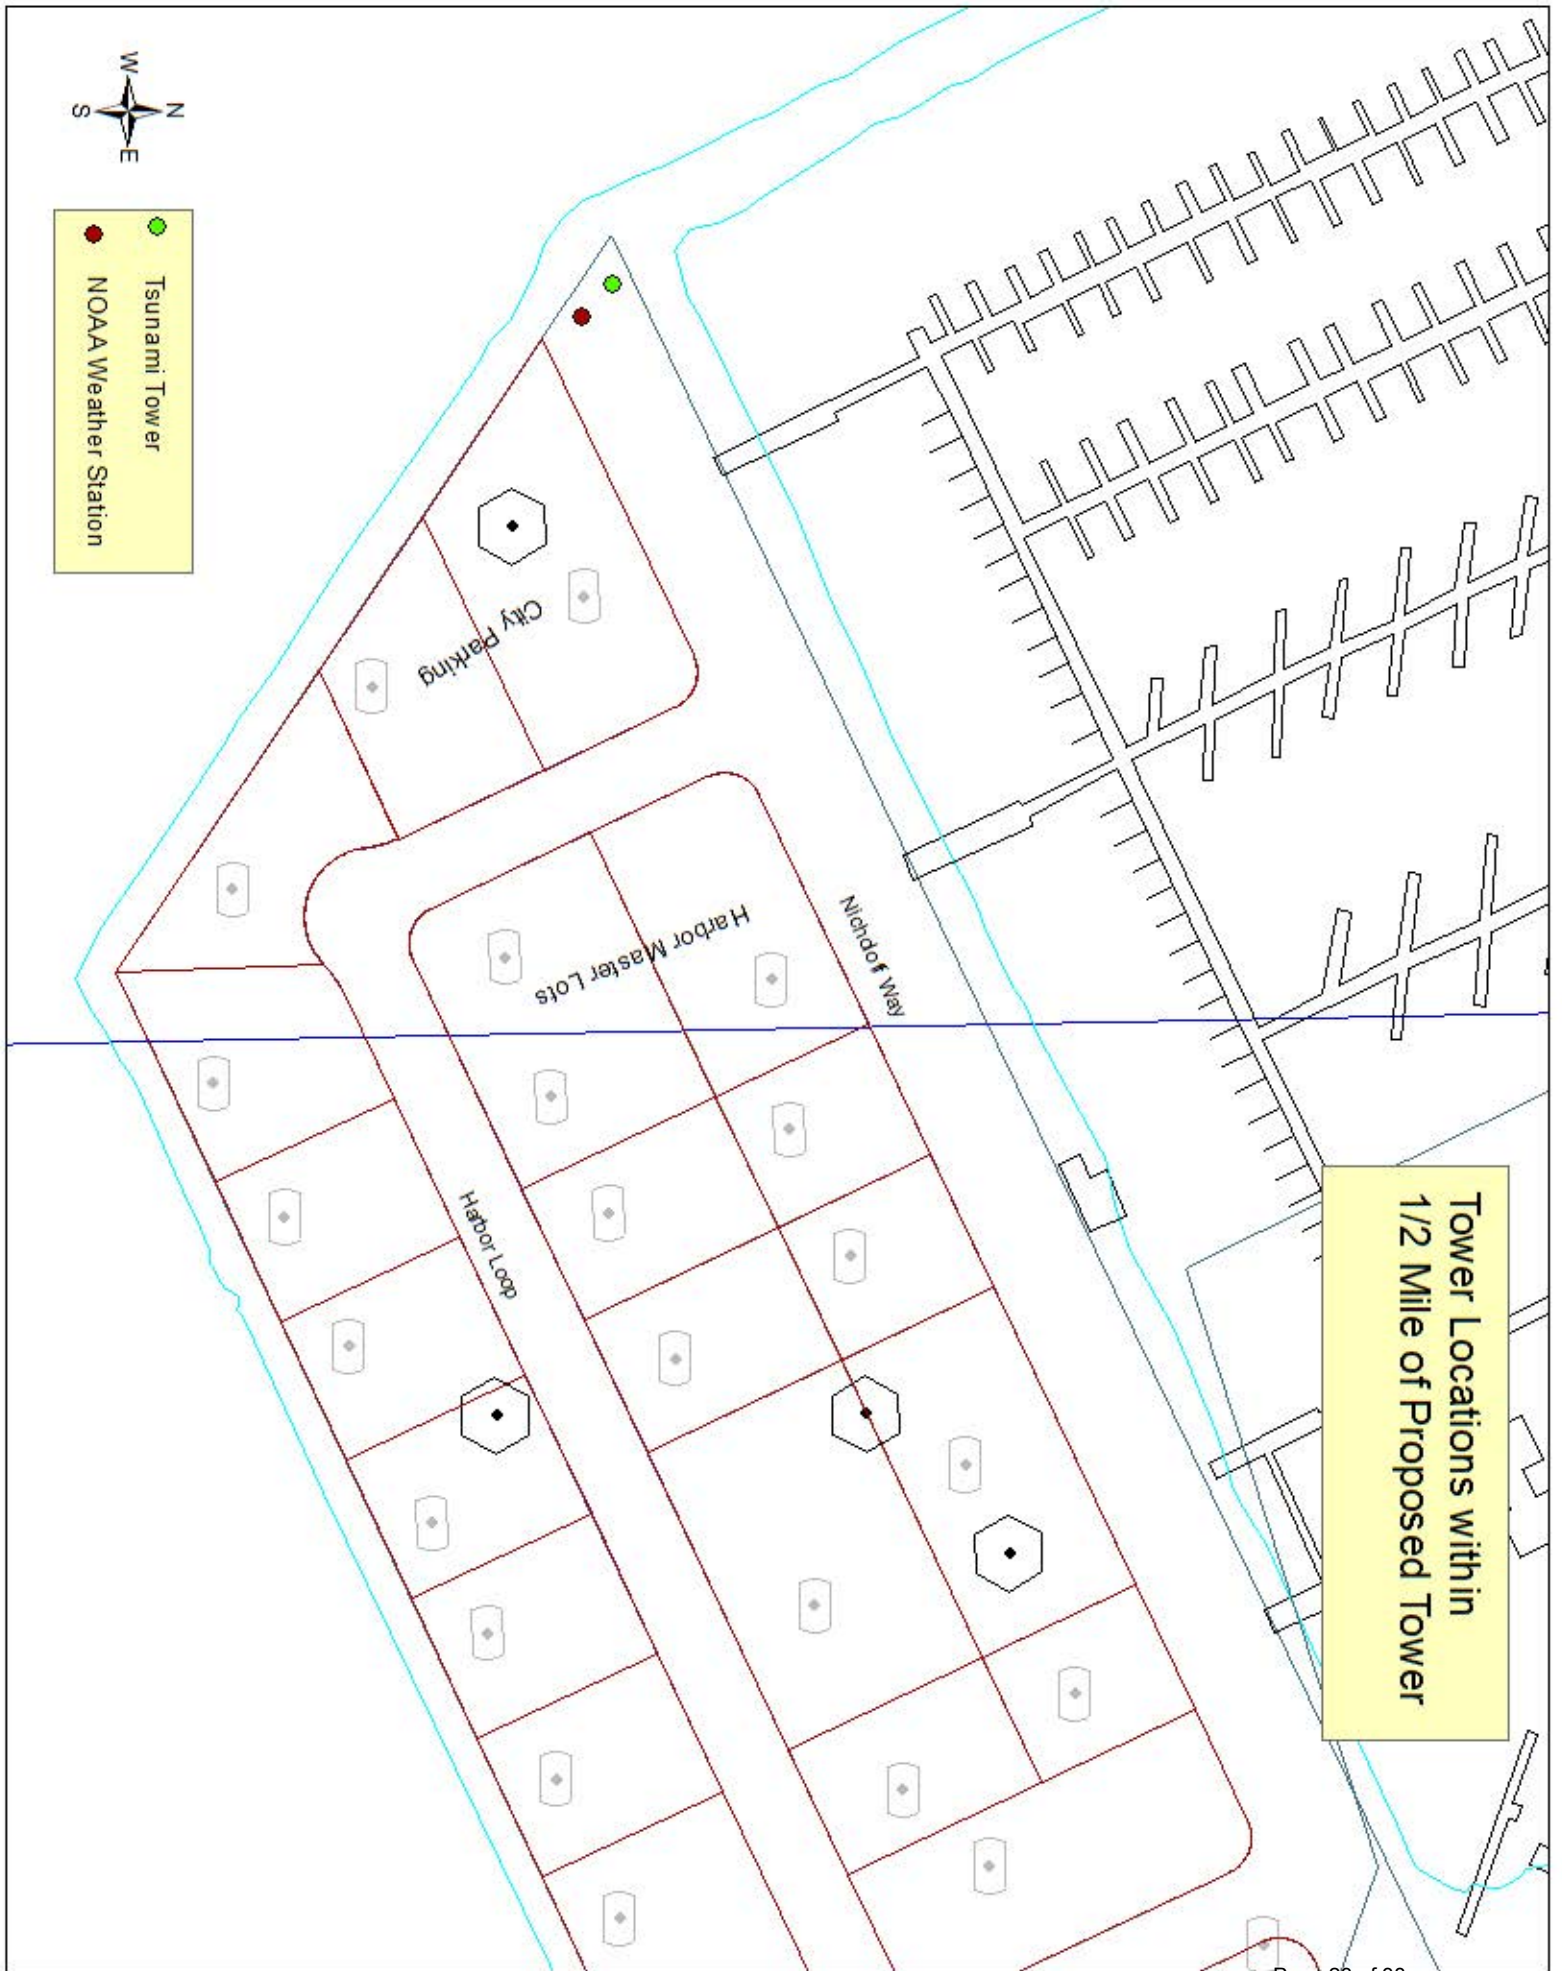 Tower Locations within
1/2 Mile of Proposed Tower
N
W
E
S
Tsunami Tower
NOAA Weather Station
City Parking
Harbor Master Lots
Nichdoff Way
Harbor Loop